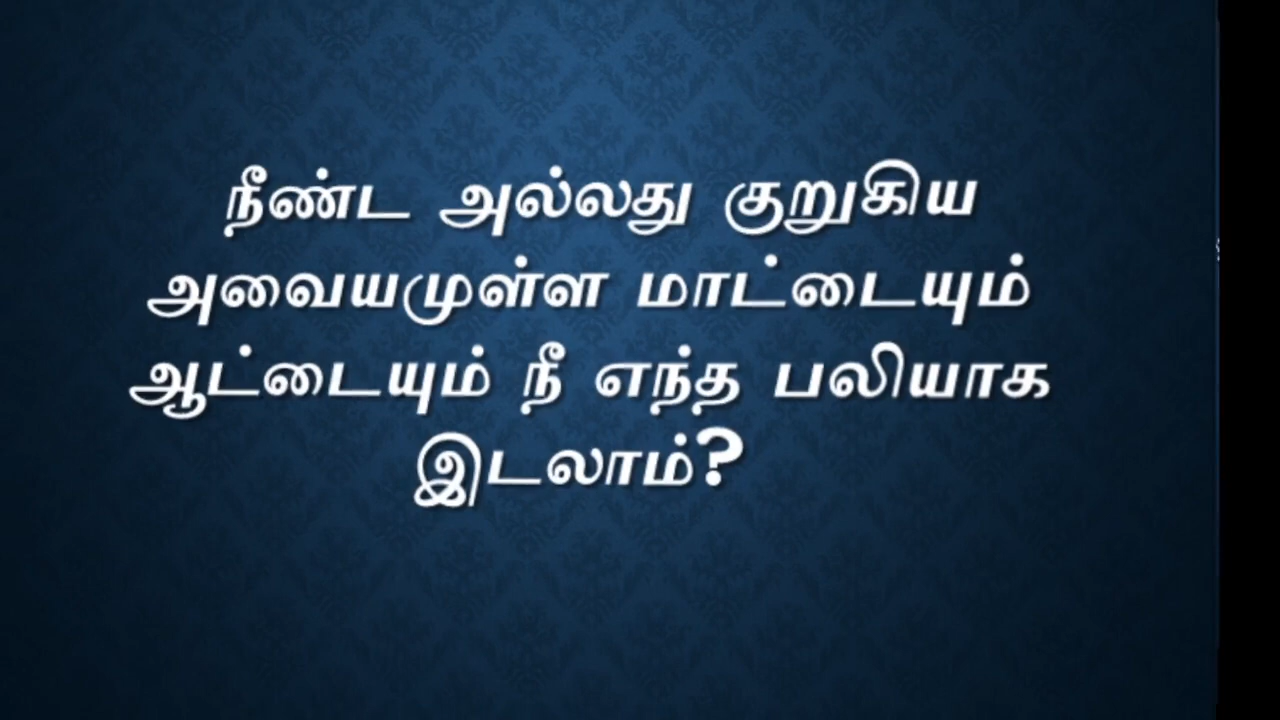 நீண்ட அல்லது குறுகிய
அவையமுள்ள மாட்டையும்
ஆட்டையும் நீ எந்த பலியாக
இடலாம்?